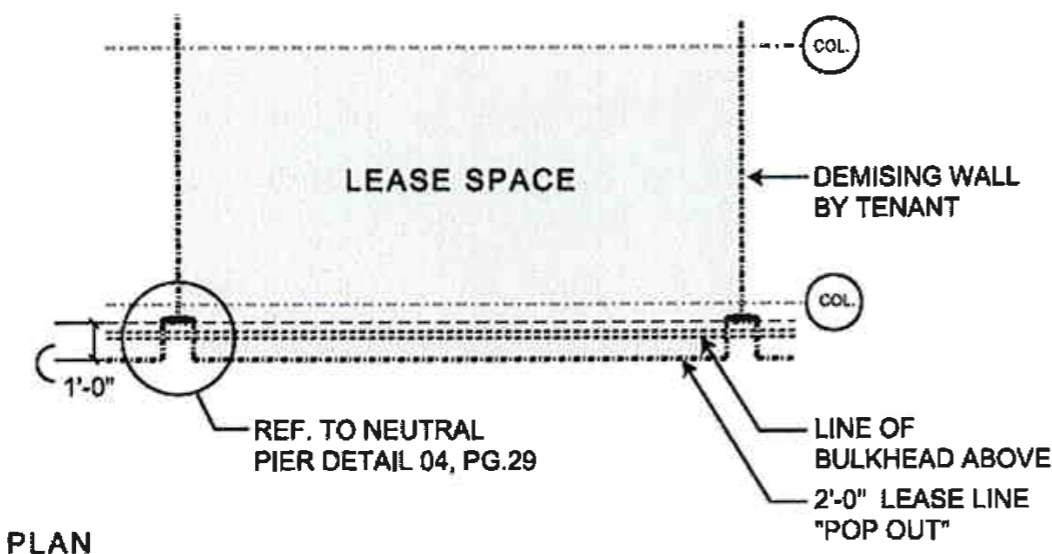 COL.
LEASE SPACE
DEMISING WALL
BY TENANT
COL.
1'-0"
REF. TO NEUTRAL
PIER DETAIL 04, PG.29
LINE OF
BULKHEAD ABOVE
2'-0" LEASE LINE
"POP OUT"
PLAN